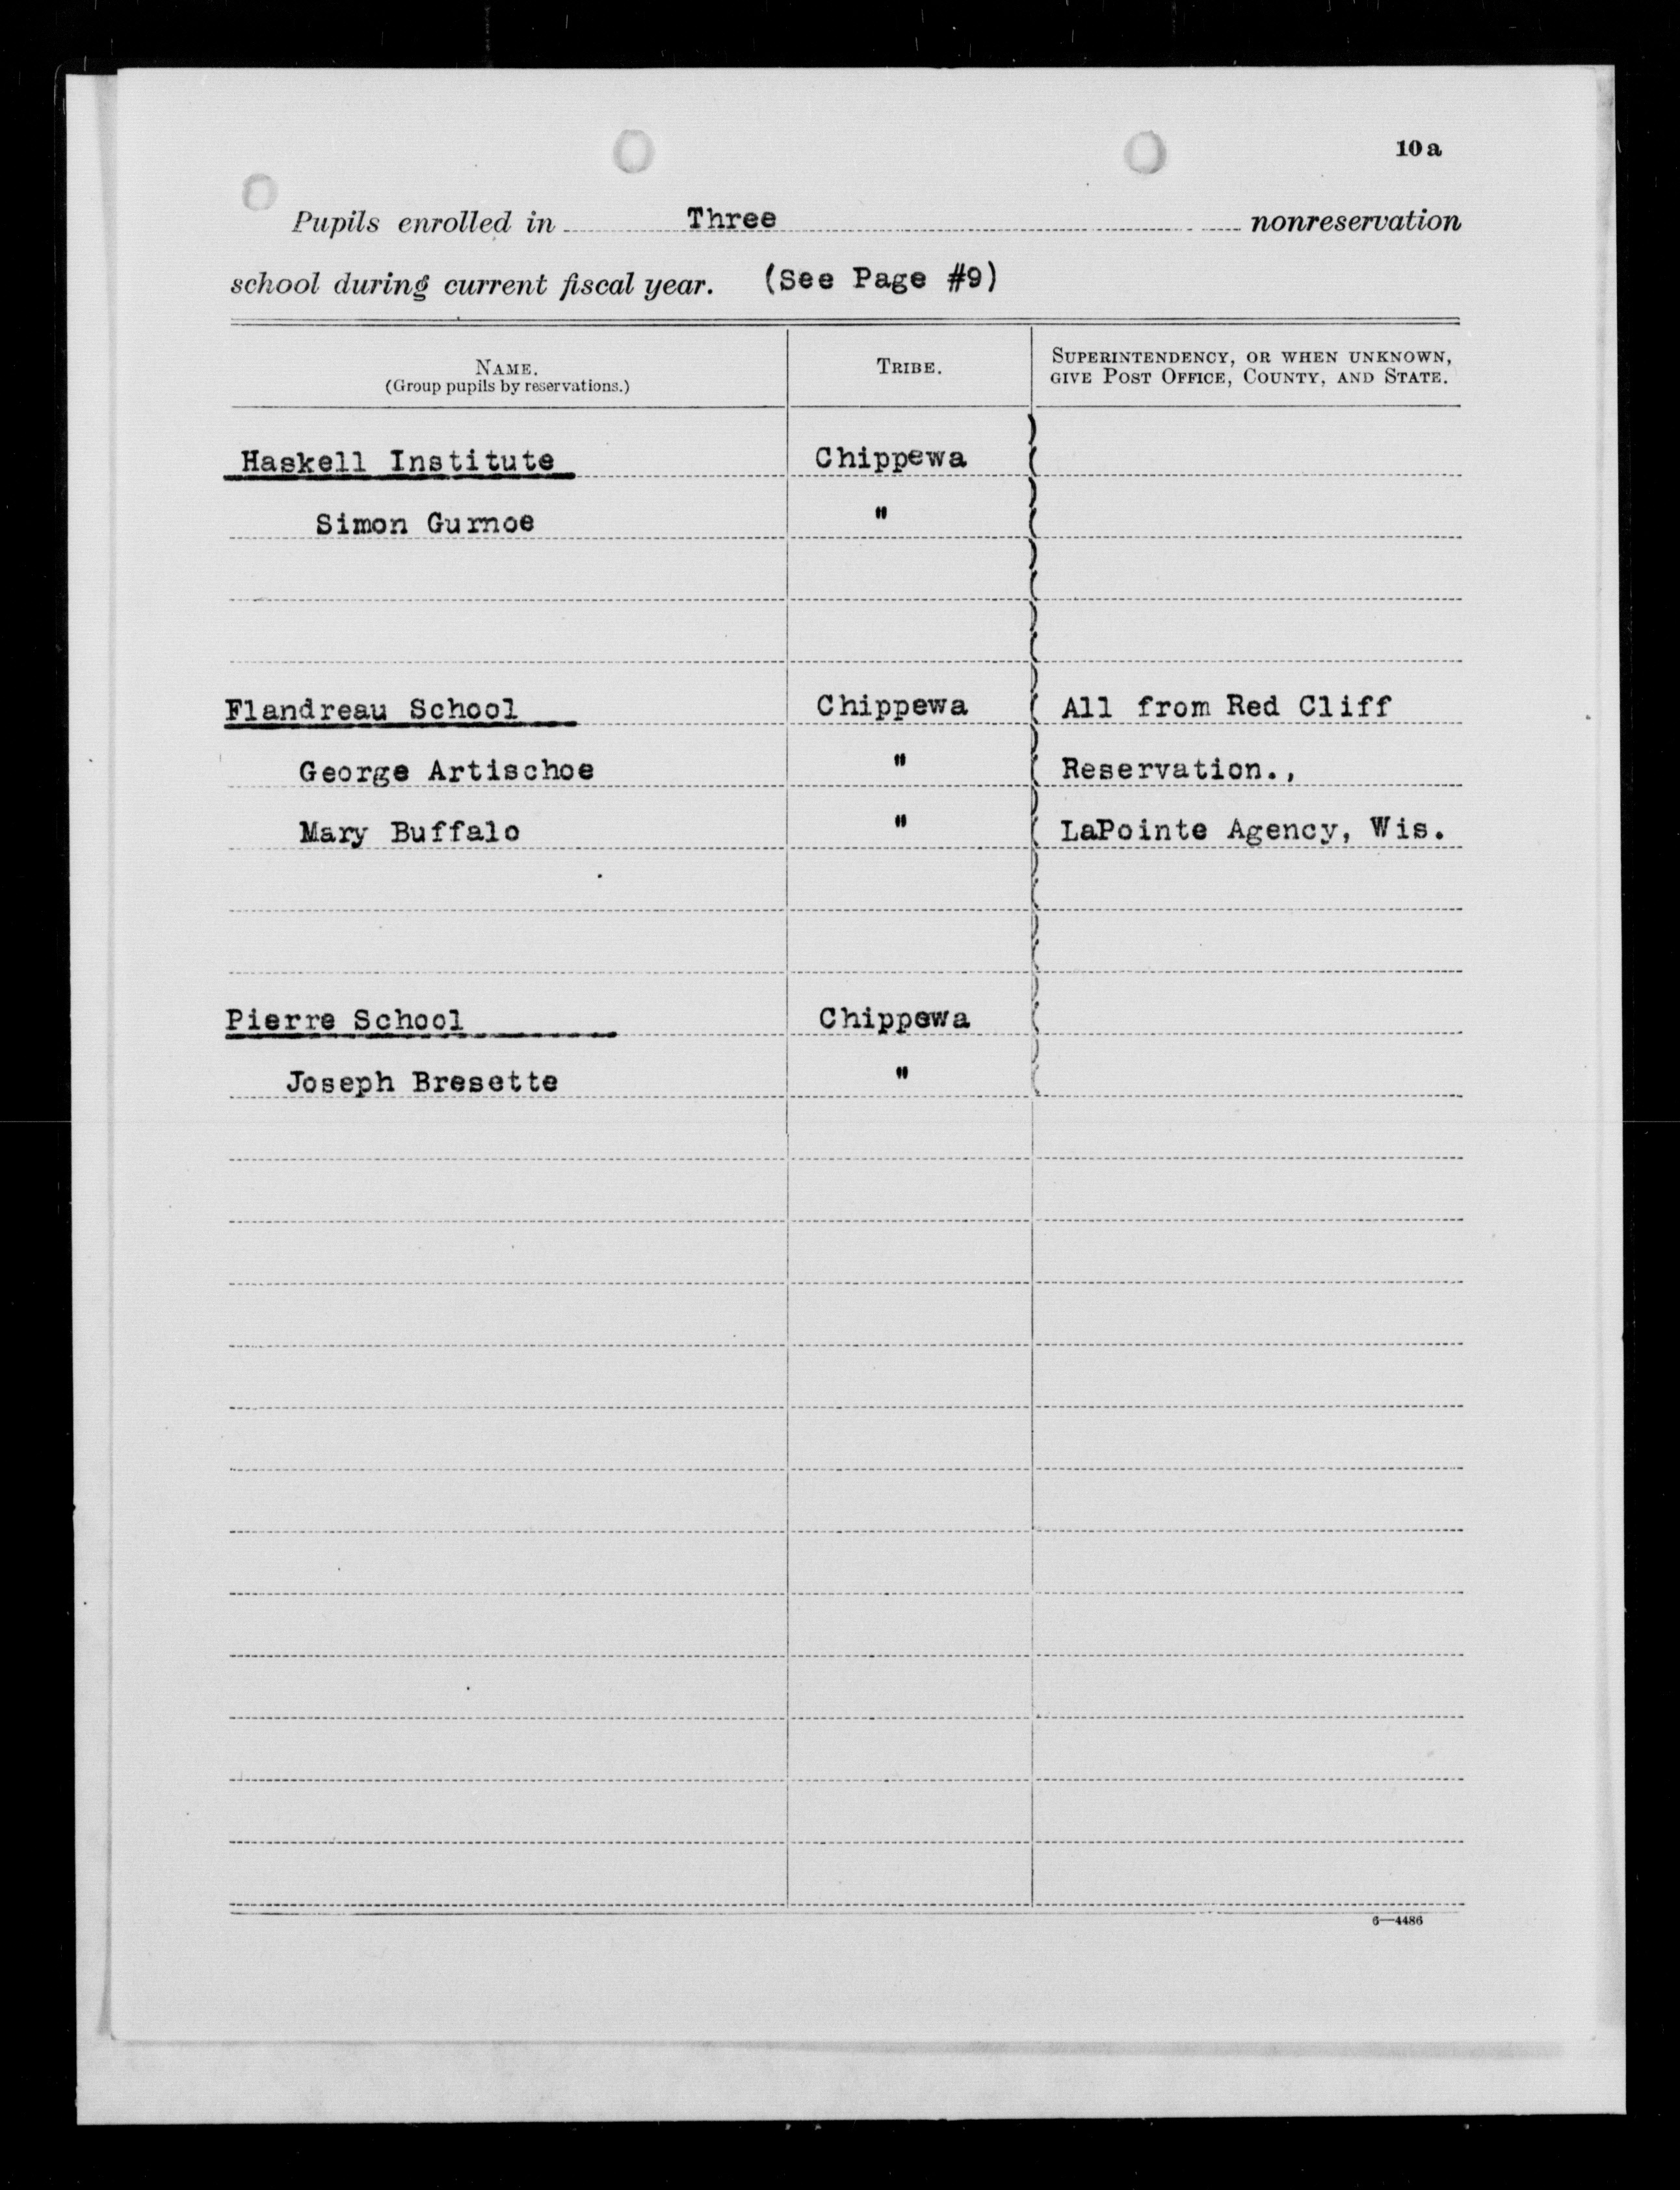 10a
Pupils enrolled in Three nonreservation
school during current fiscal year. (See Page #9)
NAME. TRIBE. SUPERINTENDENCY, OR WHEN UNKNOWN,
(Group pupils by reservations.) GIVE POST OFFICE, COUNTY, AND STATE.
Haskell Institute Chippewa
Simon Gurnoe "
Flandreau School Chippewa All from Red Cliff
George Artischoe " Reservation.,
Mary Buffalo " LaPointe Agency, Wis.
Pierre School Chippewa
Joseph Bresette "
6—4486